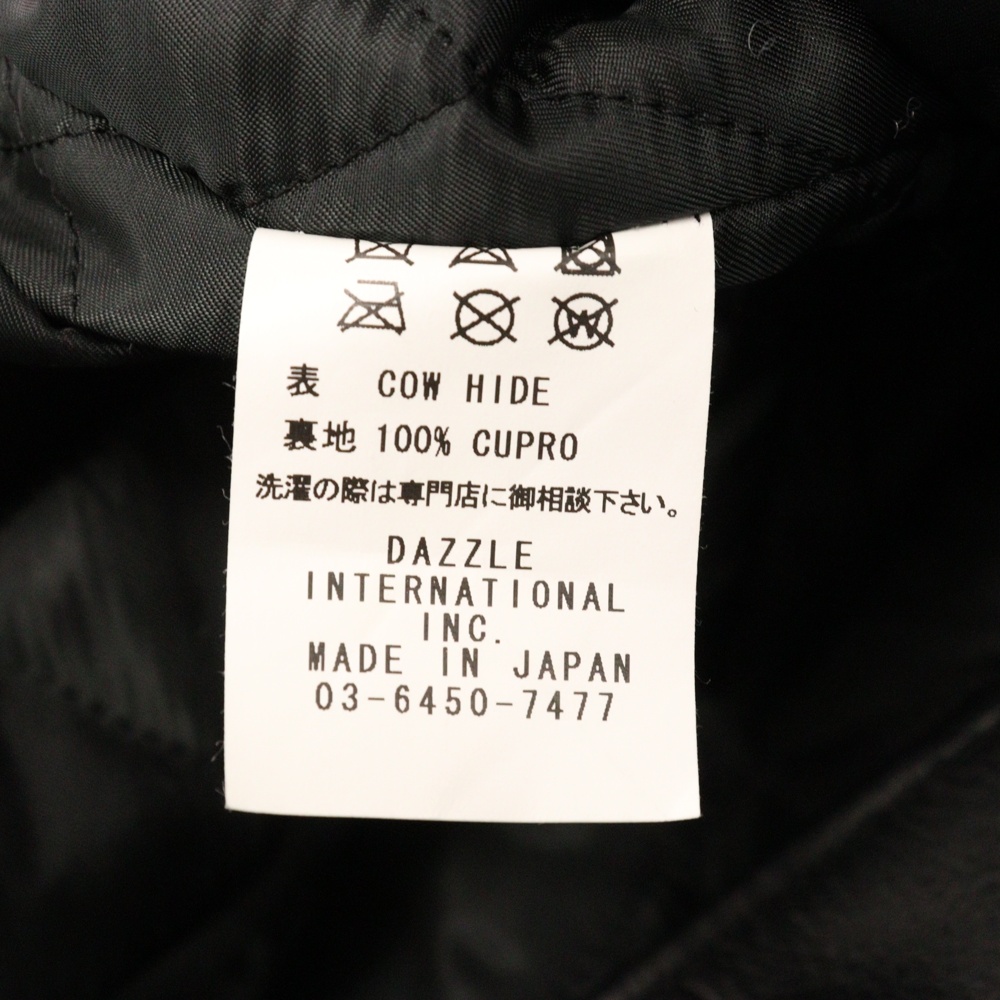 表 COW HIDE
裏地 100% CUPRO
洗濯の際は専門店に御相談下さい。
DAZZLE
INTERNATIONAL
INC.
MADE IN JAPAN
03-6450-7477